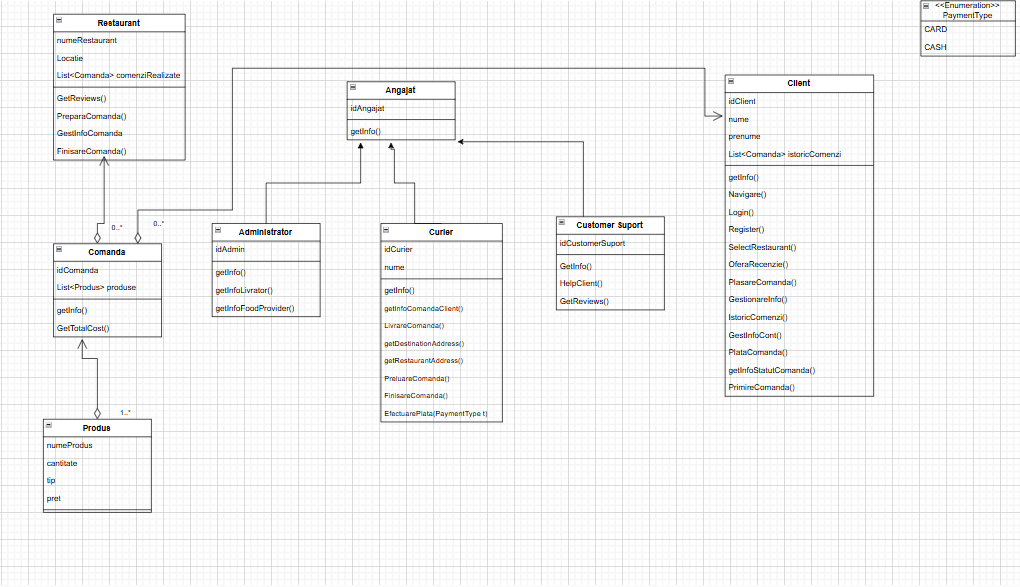 Restaurant
numeRestaurant
Locatie
List<Comanda> comenziRealizate
GetReviews()
PreparaComanda()
GestInfoComanda
FinisareComanda()
<<Enumeration>>
PaymentType
CARD
CASH
Angajat
idAngajat
getInfo()
Client
idClient
nume
prenume
List<Comanda> istoricComenzi
getInfo()
Navigare()
Login()
Register()
SelectRestaurant()
OferaRecenzie()
PlasareComanda()
GestionareInfo()
IstoricComenzi()
GestInfoCont()
PlataComanda()
getInfoStatutComanda()
PrimireComanda()
0..*
0..*
Comanda
idComanda
List<Produs> produse
getInfo()
GetTotalCost()
Administrator
idAdmin
getInfo()
getInfoLivrator()
getInfoFoodProvider()
Curier
idCurier
nume
getInfo()
getInfoComandaClient()
LivrareComanda()
getDestinationAddress()
getRestaurantAddress()
PreluareComanda()
FinisareComanda()
EfectuarePlata(PaymentType t)
Customer Suport
idCustomerSuport
GetInfo()
HelpClient()
GetReviews()
1..*
Produs
numeProdus
cantitate
tip
pret